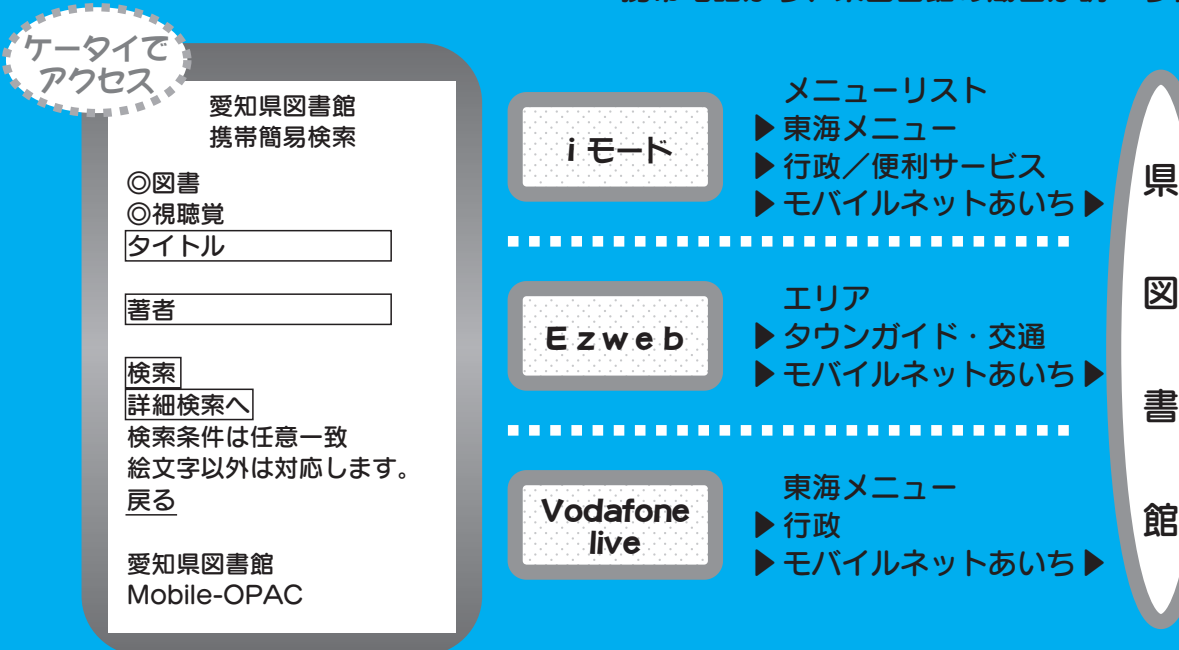 ケータイで
アクセス
愛知県図書館
携帯簡易検索
◎図書
◎視聴覚
タイトル
著者
検索
詳細検索へ
検索条件は任意一致
絵文字以外は対応します。
戻る
愛知県図書館
Mobile-OPAC
i モード
メニューリスト
▶東海メニュー
▶行政／便利サービス
▶モバイルネットあいち▶
Ezweb
エリア
▶タウンガイド・交通
▶モバイルネットあいち▶
Vodafone
live
東海メニュー
▶行政
▶モバイルネットあいち▶
県
図
書
館